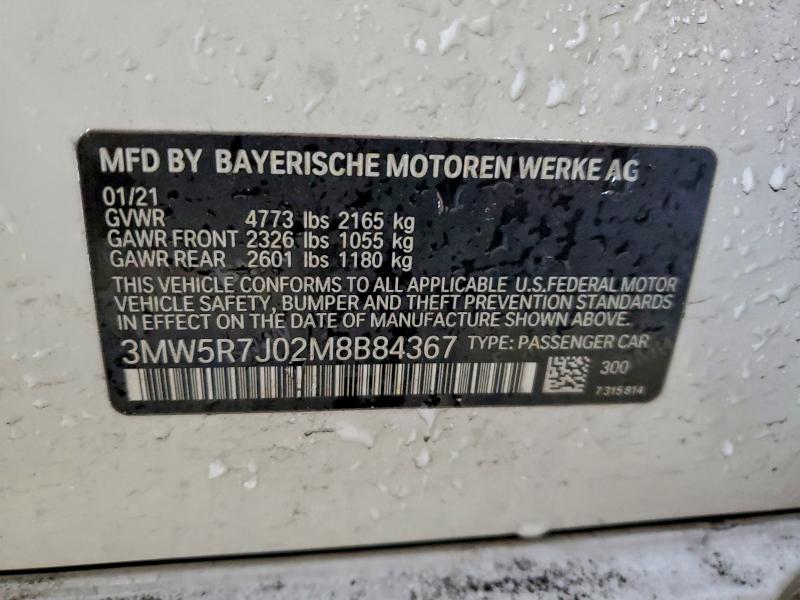 MFD BY BAYERISCHE MOTOREN WERKE AG
01/21
GVWR 4773 lbs 2165 kg
GAWR FRONT 2326 lbs 1055 kg
GAWR REAR 2601 lbs 1180 kg
THIS VEHICLE CONFORMS TO ALL APPLICABLE U.S.FEDERAL MOTOR
VEHICLE SAFETY, BUMPER AND THEFT PREVENTION STANDARDS
IN EFFECT ON THE DATE OF MANUFACTURE SHOWN ABOVE.
3MW5R7J02M8B84367 TYPE: PASSENGER CAR
300
7315814